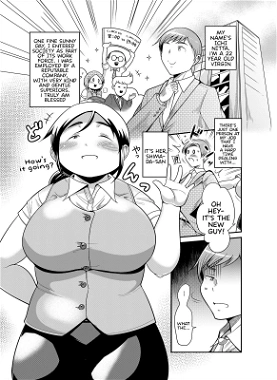 MY
NAME'S
ICHI
NITTA,
I'M A 22
YEAR OLD
VIRGIN
ONE FINE SUNNY
DAY, I ENTERED
SOCIETY AS PART
OF ITS WORK
FORCE. I WAS
EMPLOYED BY A
REPUTABLE
COMPANY,
WITH VERY KIND
AND GENTLE
SUPERIORS.
I TRULY AM
BLESSED
THERE'S
JUST ONE
PERSON AT
MY JOB
THAT I
HAVE A
HARD TIME
DEALING
WITH...
IT'S HER,
SHIMA-
DA-SAN
How's
it going?
OH
HEY-
IT'S THE
NEW GUY!
WHAT
THE...